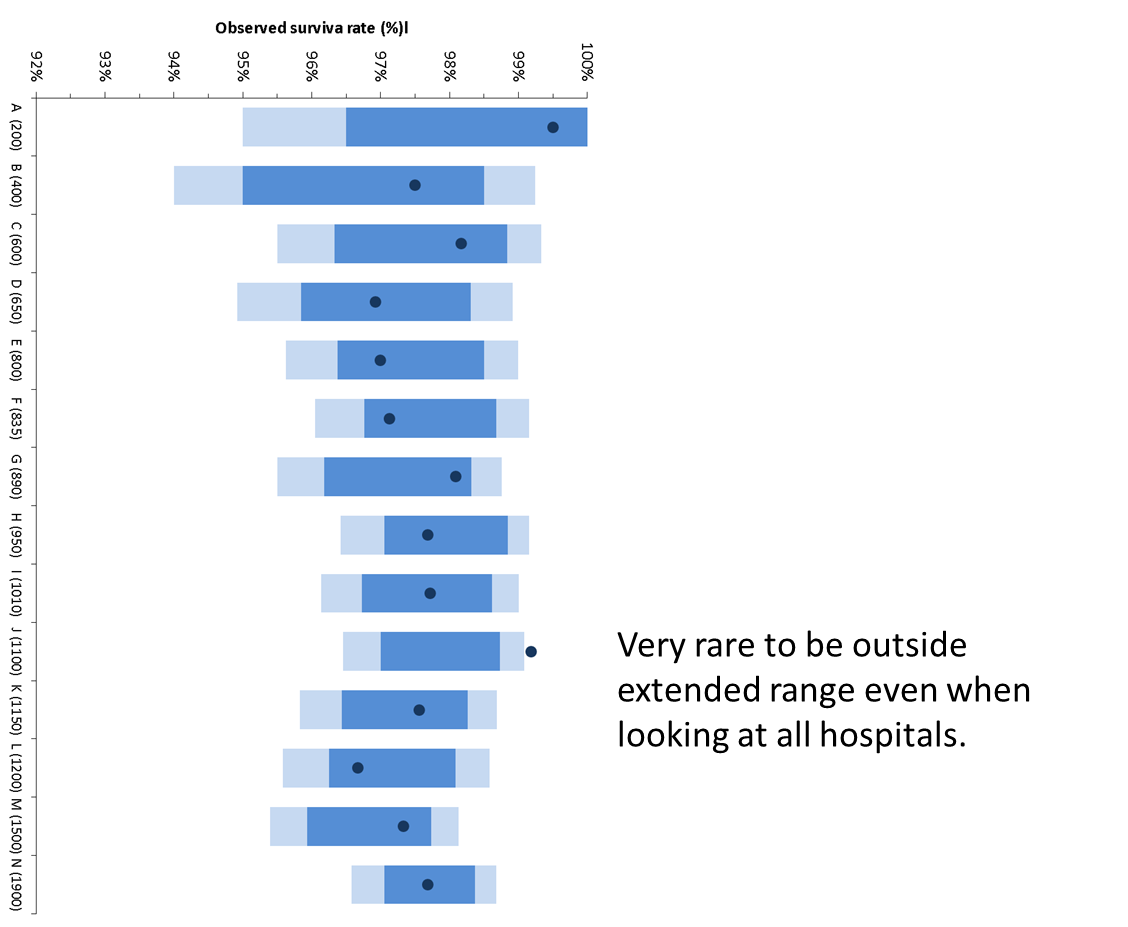 Observed surviva rate (%)l
92%
93%
94%
95%
96%
97%
98%
99%
100%
A (200)
B (400)
C (600)
D (650)
E (800)
F (835)
G (890)
H (950)
I (1010)
J (1100)
K (1150)
L (1200)
M (1500)
N (1900)
Very rare to be outside
extended range even when
looking at all hospitals.